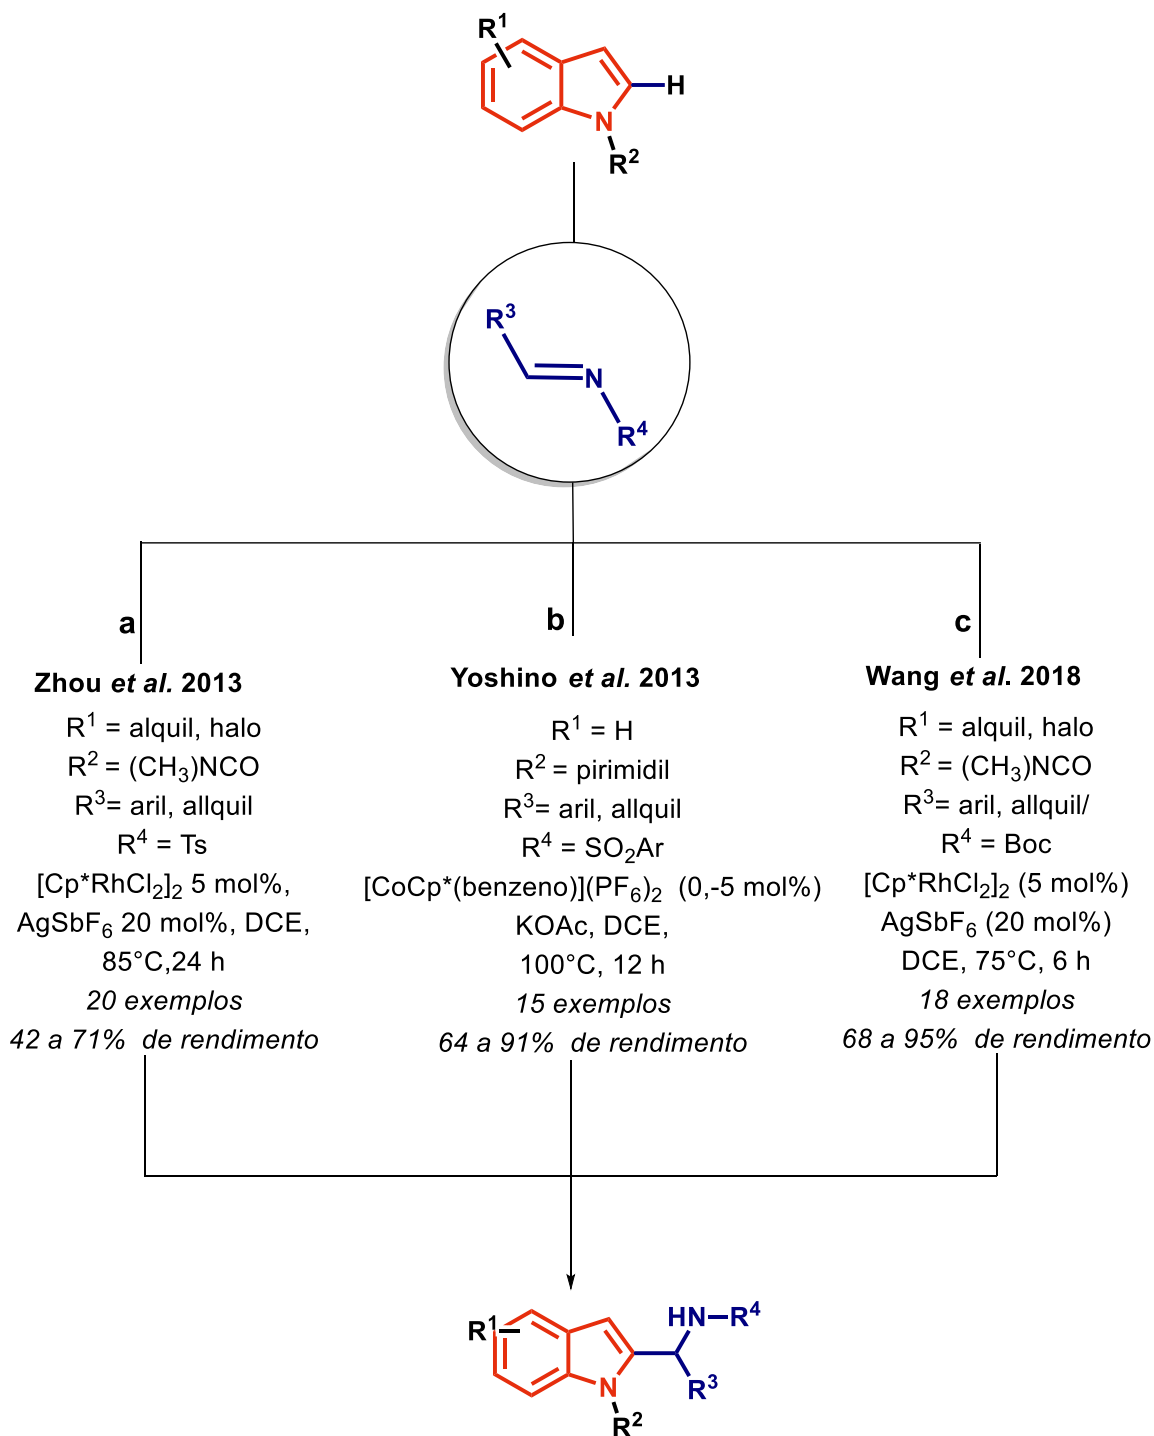 R¹
H
N
R²
R³
N
R⁴
a
Zhou et al. 2013
R¹ = alquil, halo
R² = (CH₃)NCO
R³= aril, allquil
R⁴ = Ts
[Cp*RhCl₂]₂ 5 mol%,
AgSbF₆ 20 mol%, DCE,
85°C,24 h
20 exemplos
42 a 71% de rendimento
b
Yoshino et al. 2013
R¹ = H
R² = pirimidil
R³= aril, allquil
R⁴ = SO₂Ar
[CoCp*(benzeno)](PF₆)₂ (0,-5 mol%)
KOAc, DCE,
100°C, 12 h
15 exemplos
64 a 91% de rendimento
c
Wang et al. 2018
R¹ = alquil, halo
R² = (CH₃)NCO
R³= aril, allquil/
R⁴ = Boc
[Cp*RhCl₂]₂ (5 mol%)
AgSbF₆ (20 mol%)
DCE, 75°C, 6 h
18 exemplos
68 a 95% de rendimento
HN R⁴
R¹
R³
N
R²